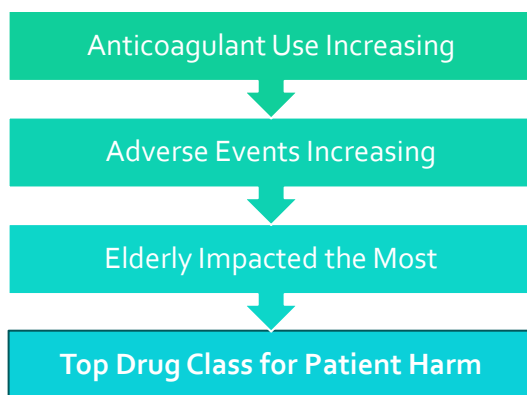 Anticoagulant Use Increasing
Adverse Events Increasing
Elderly Impacted the Most
Top Drug Class for Patient Harm